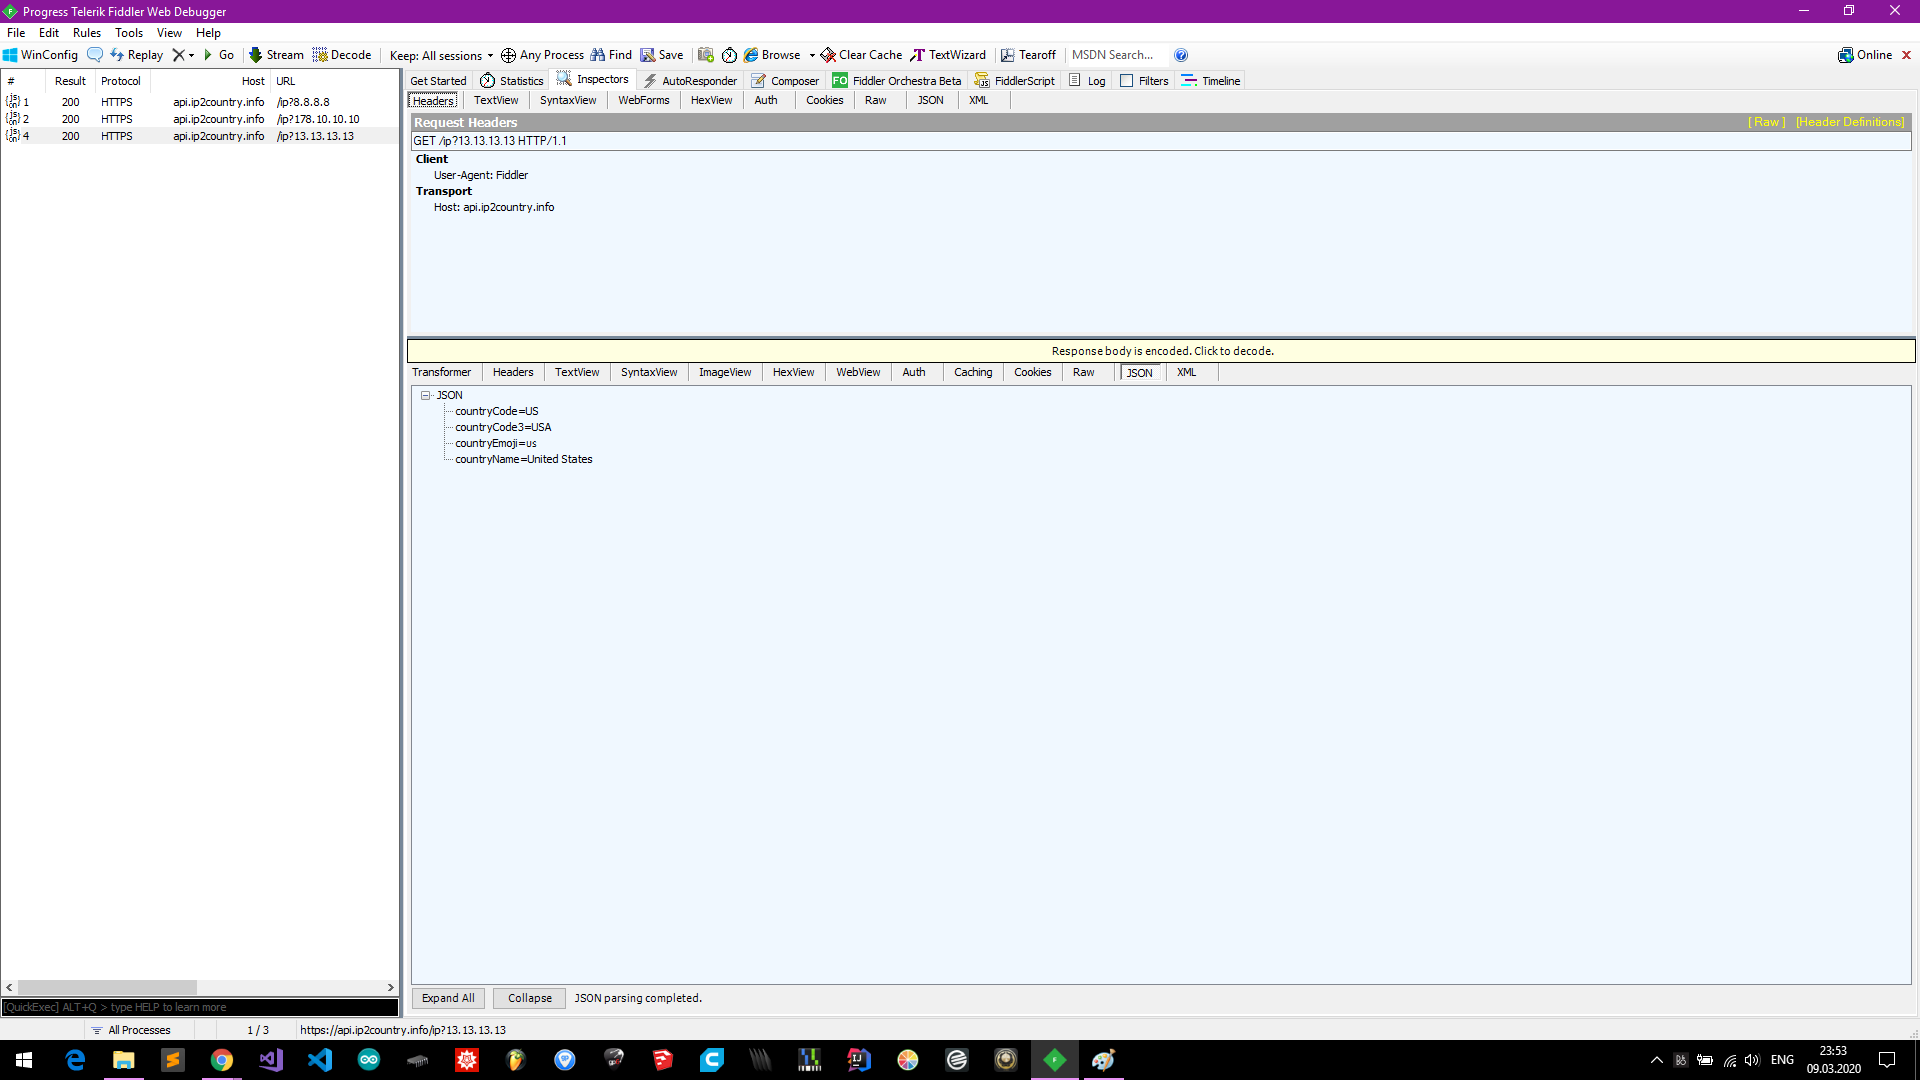 Progress Telerik Fiddler Web Debugger
File Edit Rules Tools View Help
WinConfig Replay Go Stream Decode Keep: All sessions Any Process Find Save Browse Clear Cache TextWizard Tearoff MSDN Search... Online
# Result Protocol Host URL
1 200 HTTPS api.ip2country.info /ip?8.8.8.8
2 200 HTTPS api.ip2country.info /ip?178.10.10.10
4 200 HTTPS api.ip2country.info /ip?13.13.13.13
Get Started Statistics Inspectors AutoResponder Composer FO Fiddler Orchestra Beta FiddlerScript Log Filters Timeline
Headers TextView SyntaxView WebForms HexView Auth Cookies Raw JSON XML
Request Headers [ Raw ] [Header Definitions]
GET /ip?13.13.13.13 HTTP/1.1
Client
User-Agent: Fiddler
Transport
Host: api.ip2country.info
Response body is encoded. Click to decode.
Transformer Headers TextView SyntaxView ImageView HexView WebView Auth Caching Cookies Raw JSON XML
JSON
countryCode=US
countryCode3=USA
countryEmoji=us
countryName=United States
Expand All Collapse JSON parsing completed.
[QuickExec] ALT+Q > type HELP to learn more
All Processes 1 / 3 https://api.ip2country.info/ip?13.13.13.13
ENG
23:53
09.03.2020